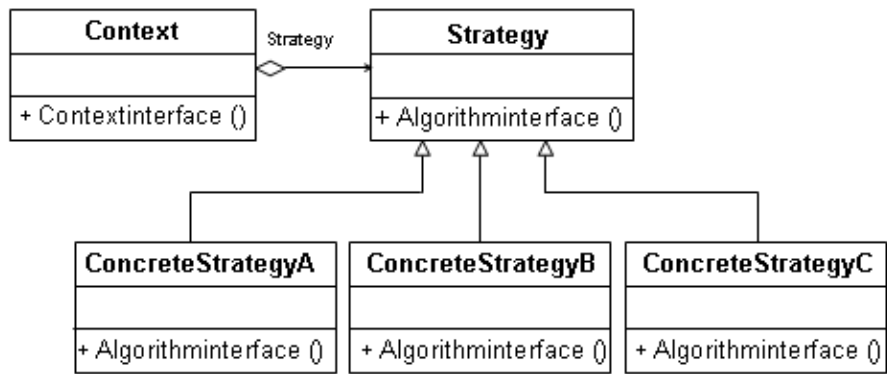 Context
Strategy
Strategy
+ Contextinterface ()
+ Algorithminterface ()
ConcreteStrategyA
ConcreteStrategyB
ConcreteStrategyC
+ Algorithminterface ()
+ Algorithminterface ()
+ Algorithminterface ()